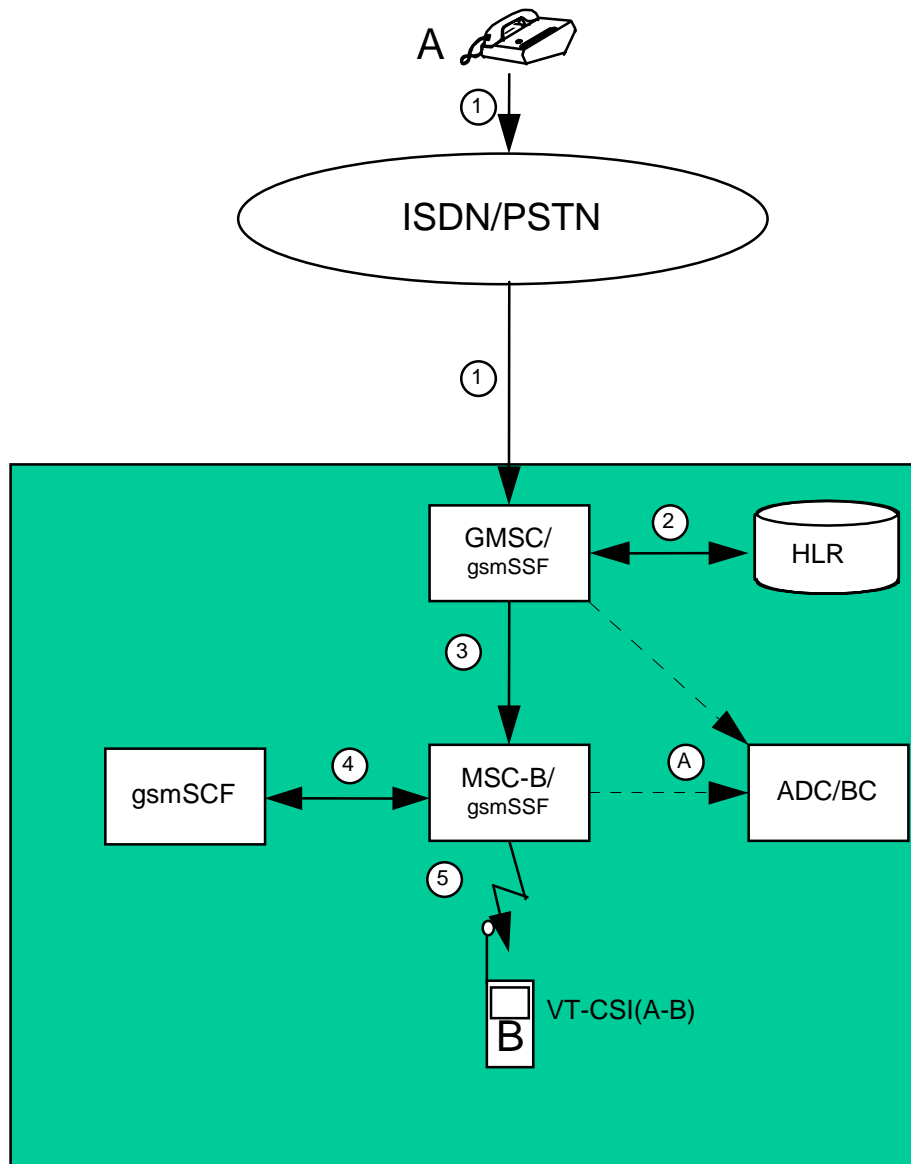 A
1
ISDN/PSTN
1
GMSC/
gsmSSF
2
HLR
3
gsmSCF
4
MSC-B/
gsmSSF
A
ADC/BC
5
B
VT-CSI(A-B)